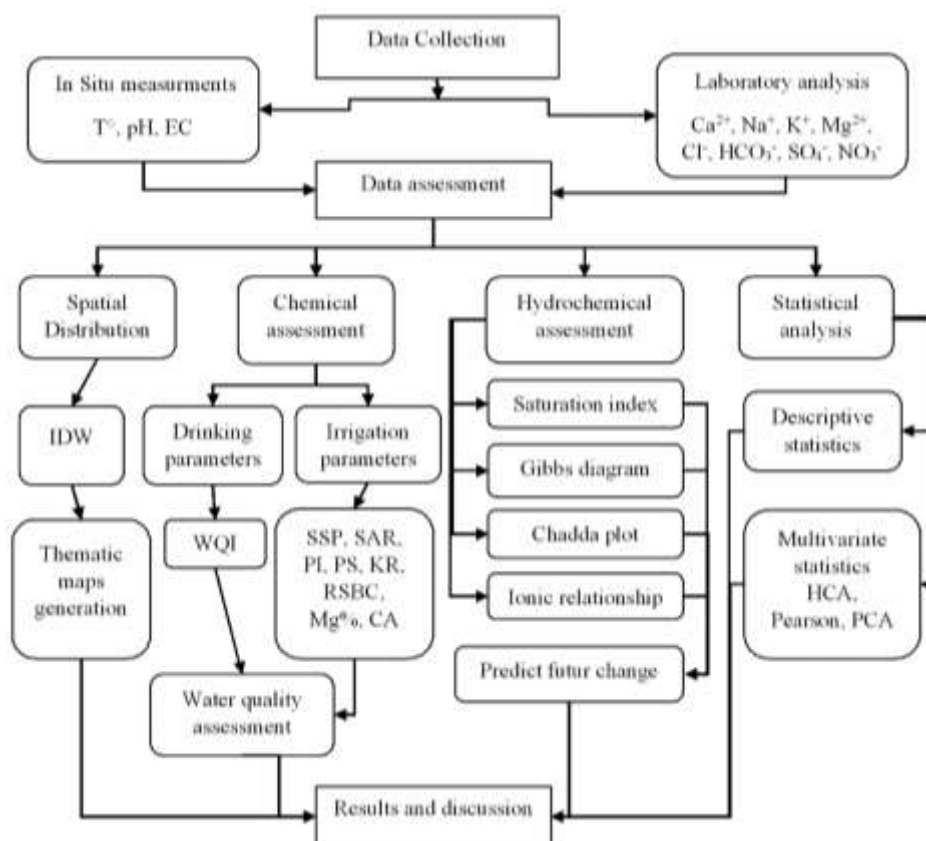 Data Collection
In Situ measurments
T°, pH, EC
Laboratory analysis
Ca²⁺, Na⁺, K⁺, Mg²⁺,
Cl⁻, HCO₃⁻, SO₄⁻, NO₃⁻
Data assessment
Spatial
Distribution
Chemical
assessment
Hydrochemical
assessment
Statistical
analysis
IDW
Drinking
parameters
Irrigation
parameters
Saturation index
Gibbs diagram
Chadda plot
Ionic relationship
Descriptive
statistics
Thematic
maps
generation
WQI
SSP, SAR,
PI, PS, KR,
RSBC,
Mg%, CA
Multivariate
statistics
HCA,
Pearson, PCA
Predict futur change
Water quality
assessment
Results and discussion